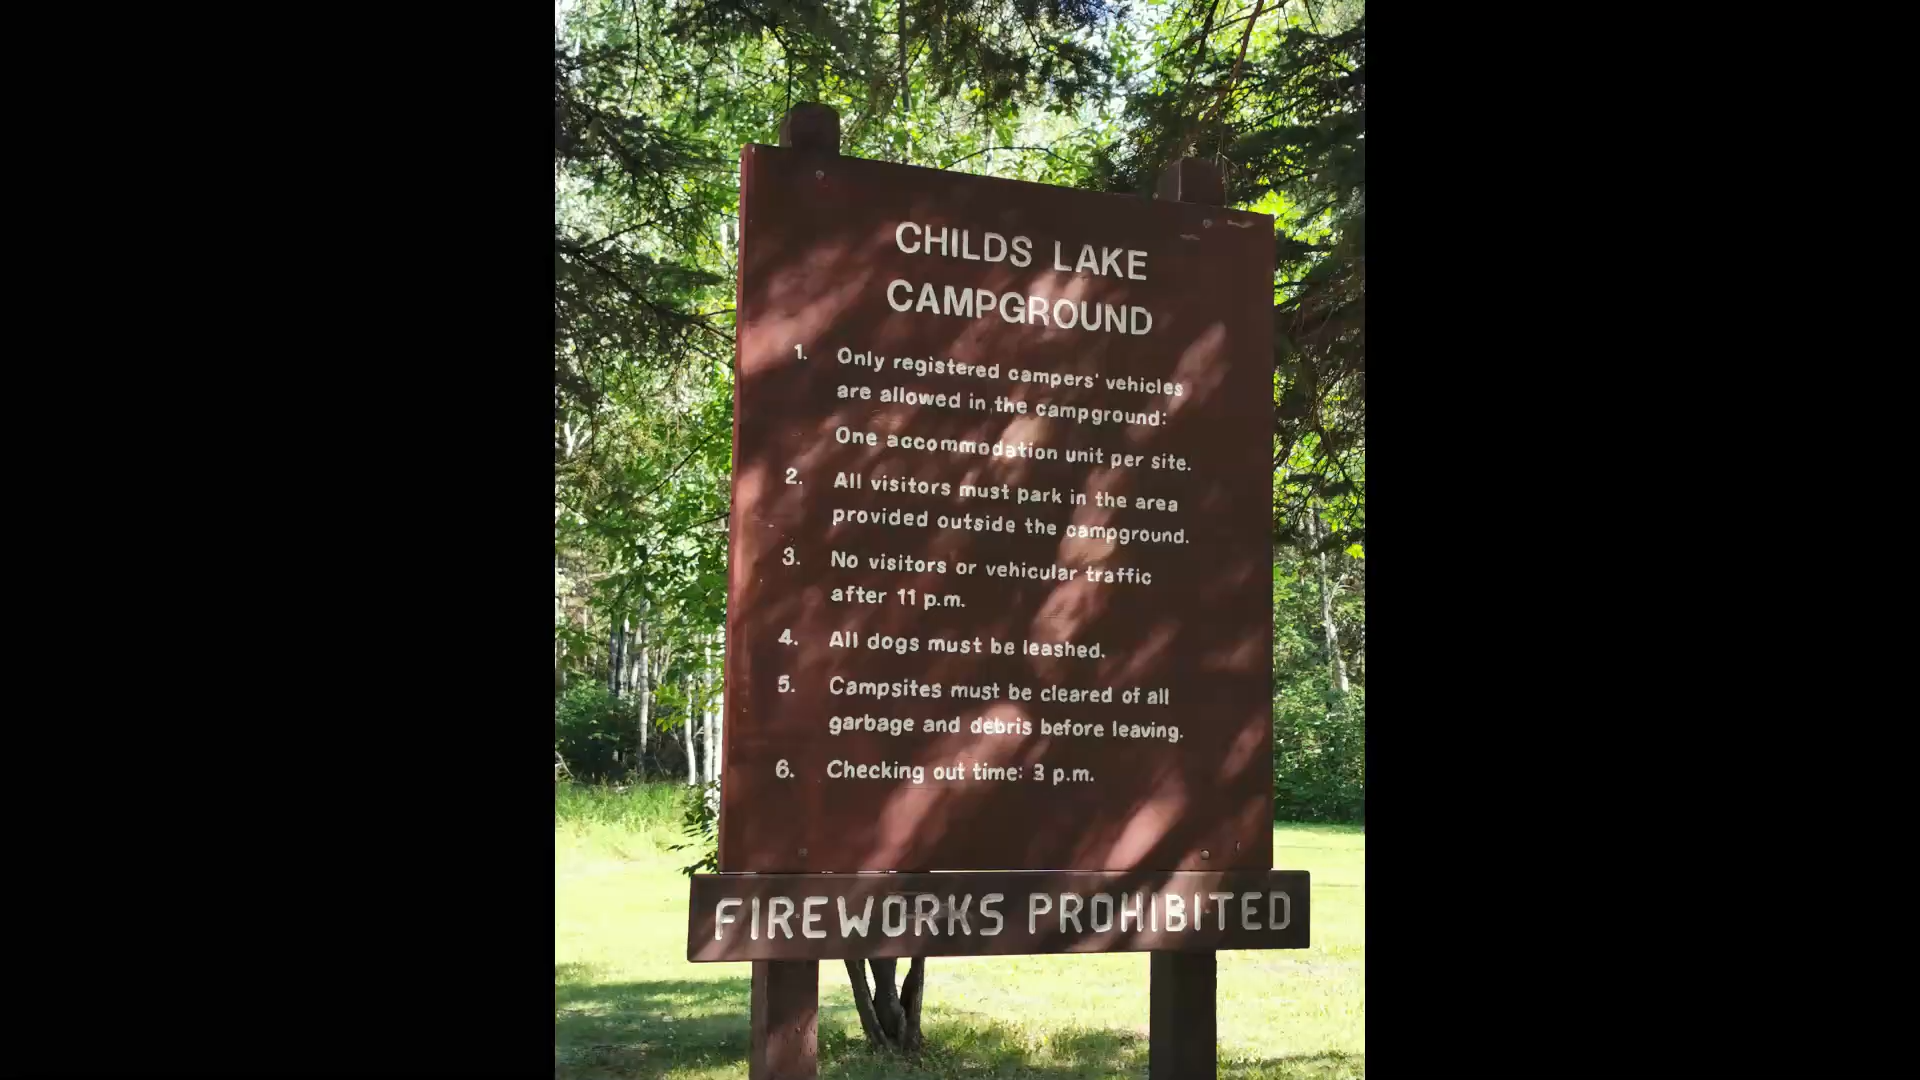 CHILDS LAKE
CAMPGROUND
1. Only registered campers' vehicles
are allowed in the campground:
One accommodation unit per site.
2. All visitors must park in the area
provided outside the campground.
3. No visitors or vehicular traffic
after 11 p.m.
4. All dogs must be leashed.
5. Campsites must be cleared of all
garbage and debris before leaving.
6. Checking out time: 3 p.m.
FIREWORKS PROHIBITED